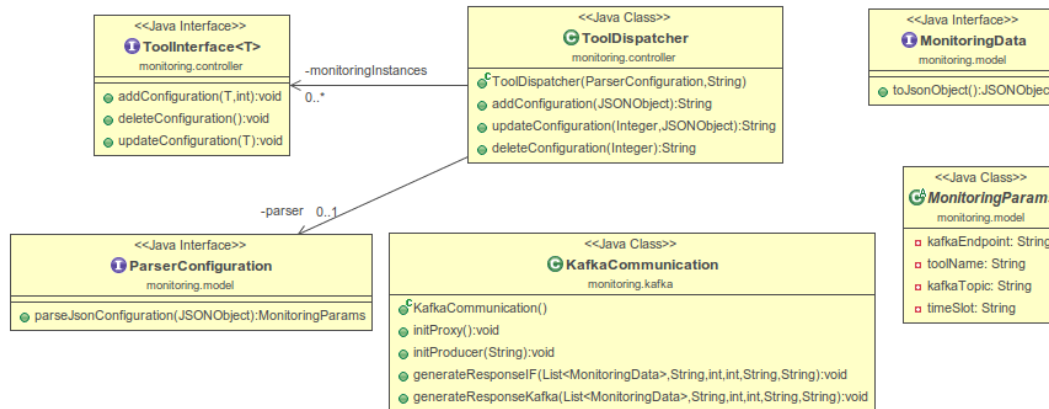 <<Java Interface>>
ToolInterface<T>
monitoring.controller
addConfiguration(T,int):void
deleteConfiguration():void
updateConfiguration(T):void
-monitoringInstances
0..*
<<Java Class>>
ToolDispatcher
monitoring.controller
ToolDispatcher(ParserConfiguration,String)
addConfiguration(JSONObject):String
updateConfiguration(Integer,JSONObject):String
deleteConfiguration(Integer):String
<<Java Interface>>
MonitoringData
monitoring.model
toJsonObject():JSONObjec
-parser
0..1
<<Java Interface>>
ParserConfiguration
monitoring.model
parseJsonConfiguration(JSONObject):MonitoringParams
<<Java Class>>
KafkaCommunication
monitoring.kafka
KafkaCommunication()
initProxy():void
initProducer(String):void
generateResponseIF(List<MonitoringData>,String,int,int,String,String):void
generateResponseKafka(List<MonitoringData>,String,int,int,String,String):void
<<Java Class>>
MonitoringParams
monitoring.model
kafkaEndpoint: String
toolName: String
kafkaTopic: String
timeSlot: String